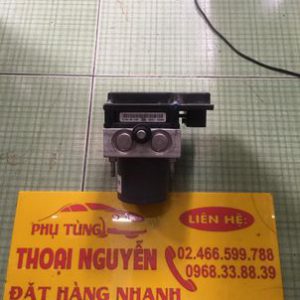 PHỤ TÙNG
THOẠI NGUYỄN
LIÊN HỆ:
02.466.599.788
0968.33.88.39
ĐẶT HÀNG NHANH